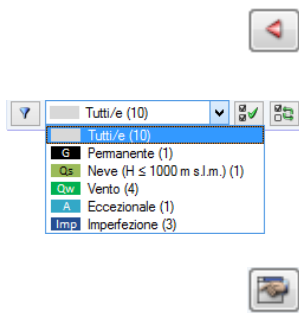 Tutti/e (10)
Tutti/e (10)
G Permanente (1)
Qs Neve (H ≤ 1000 m s.l.m.) (1)
Qw Vento (4)
A Eccezionale (1)
Imp Imperfezione (3)